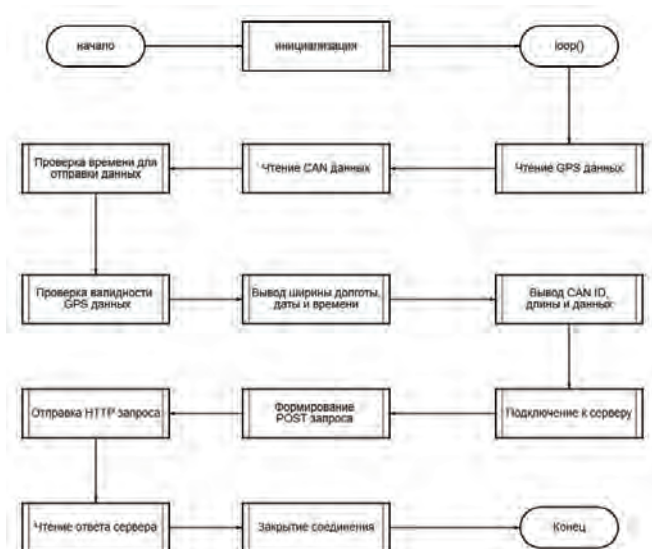 начало
инициализация
loop()
Проверка времени для
отправки данных
Чтение CAN данных
Чтение GPS данных
Проверка валидности
GPS данных
Вывод ширины долготы,
даты и времени
Вывод CAN ID,
длины и данных
Отправка HTTP запроса
Формирование
POST запроса
Подключение к серверу
Чтение ответа сервера
Закрытие соединения
Конец